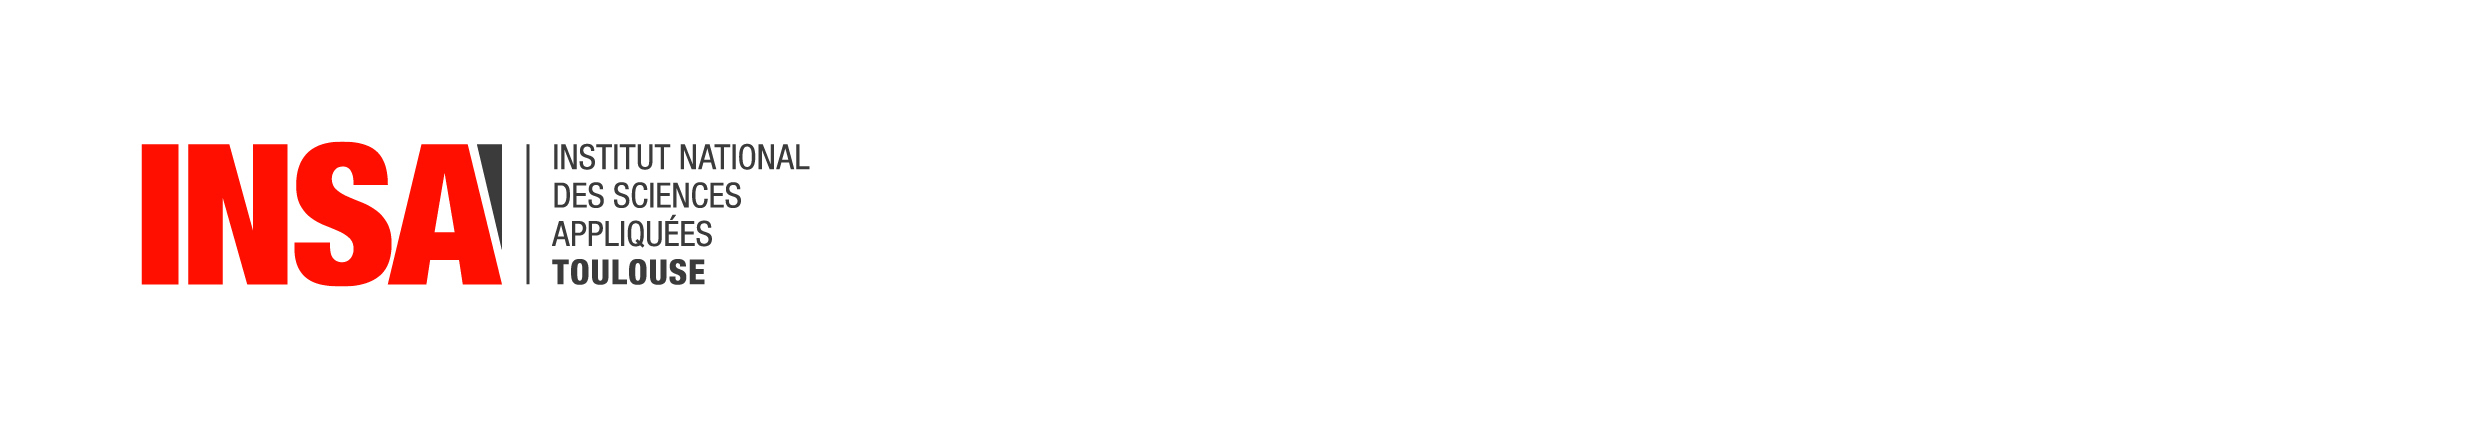 INSA
INSTITUT NATIONAL
DES SCIENCES
APPLIQUÉES
TOULOUSE